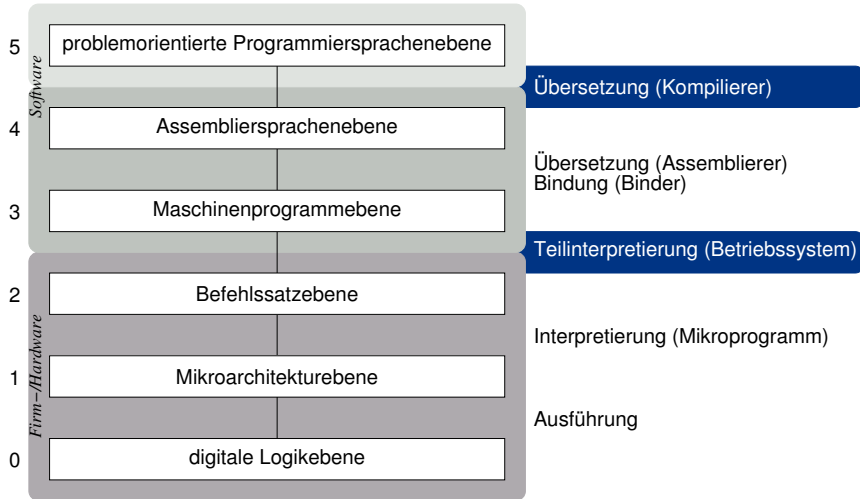 5
problemorientierte Programmiersprachenebene
Software
Übersetzung (Kompilierer)
4
Assembliersprachenebene
Übersetzung (Assemblierer)
Bindung (Binder)
3
Maschinenprogrammebene
Teilinterpretierung (Betriebssystem)
2
Befehlssatzebene
Firm-/Hardware
Interpretierung (Mikroprogramm)
1
Mikroarchitekturebene
Ausführung
0
digitale Logikebene